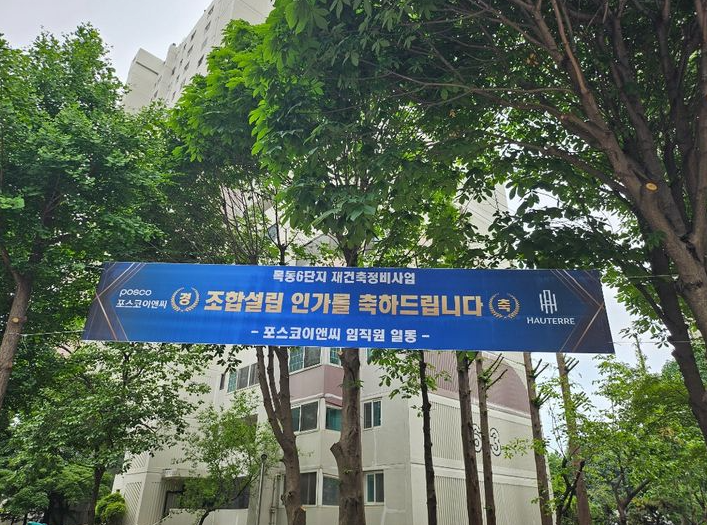 목동6단지 재건축정비사업
posco
포스코이앤씨
경 조합설립 인가를 축하드립니다 축
HAUTERRE
- 포스코이앤씨 임직원 일동 -